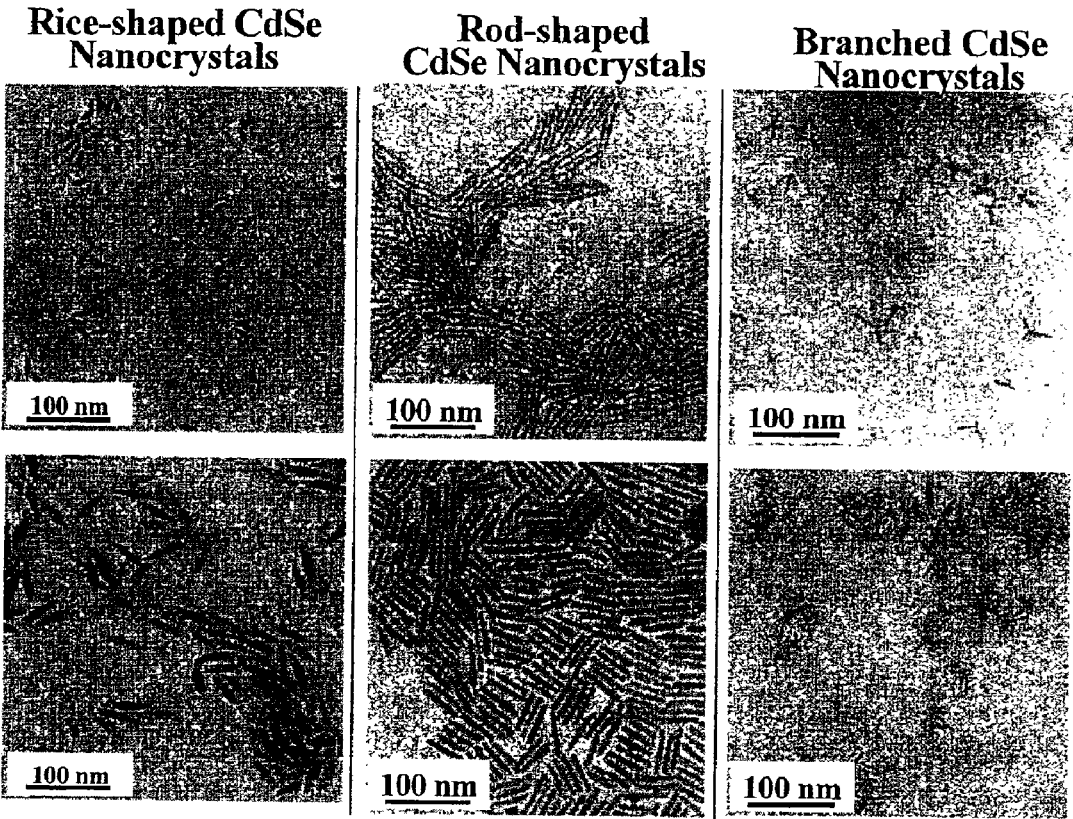 Rice-shaped CdSe
Nanocrystals
Rod-shaped
CdSe Nanocrystals
Branched CdSe
Nanocrystals
100 nm
100 nm
100 nm
100 nm
100 nm
100 nm